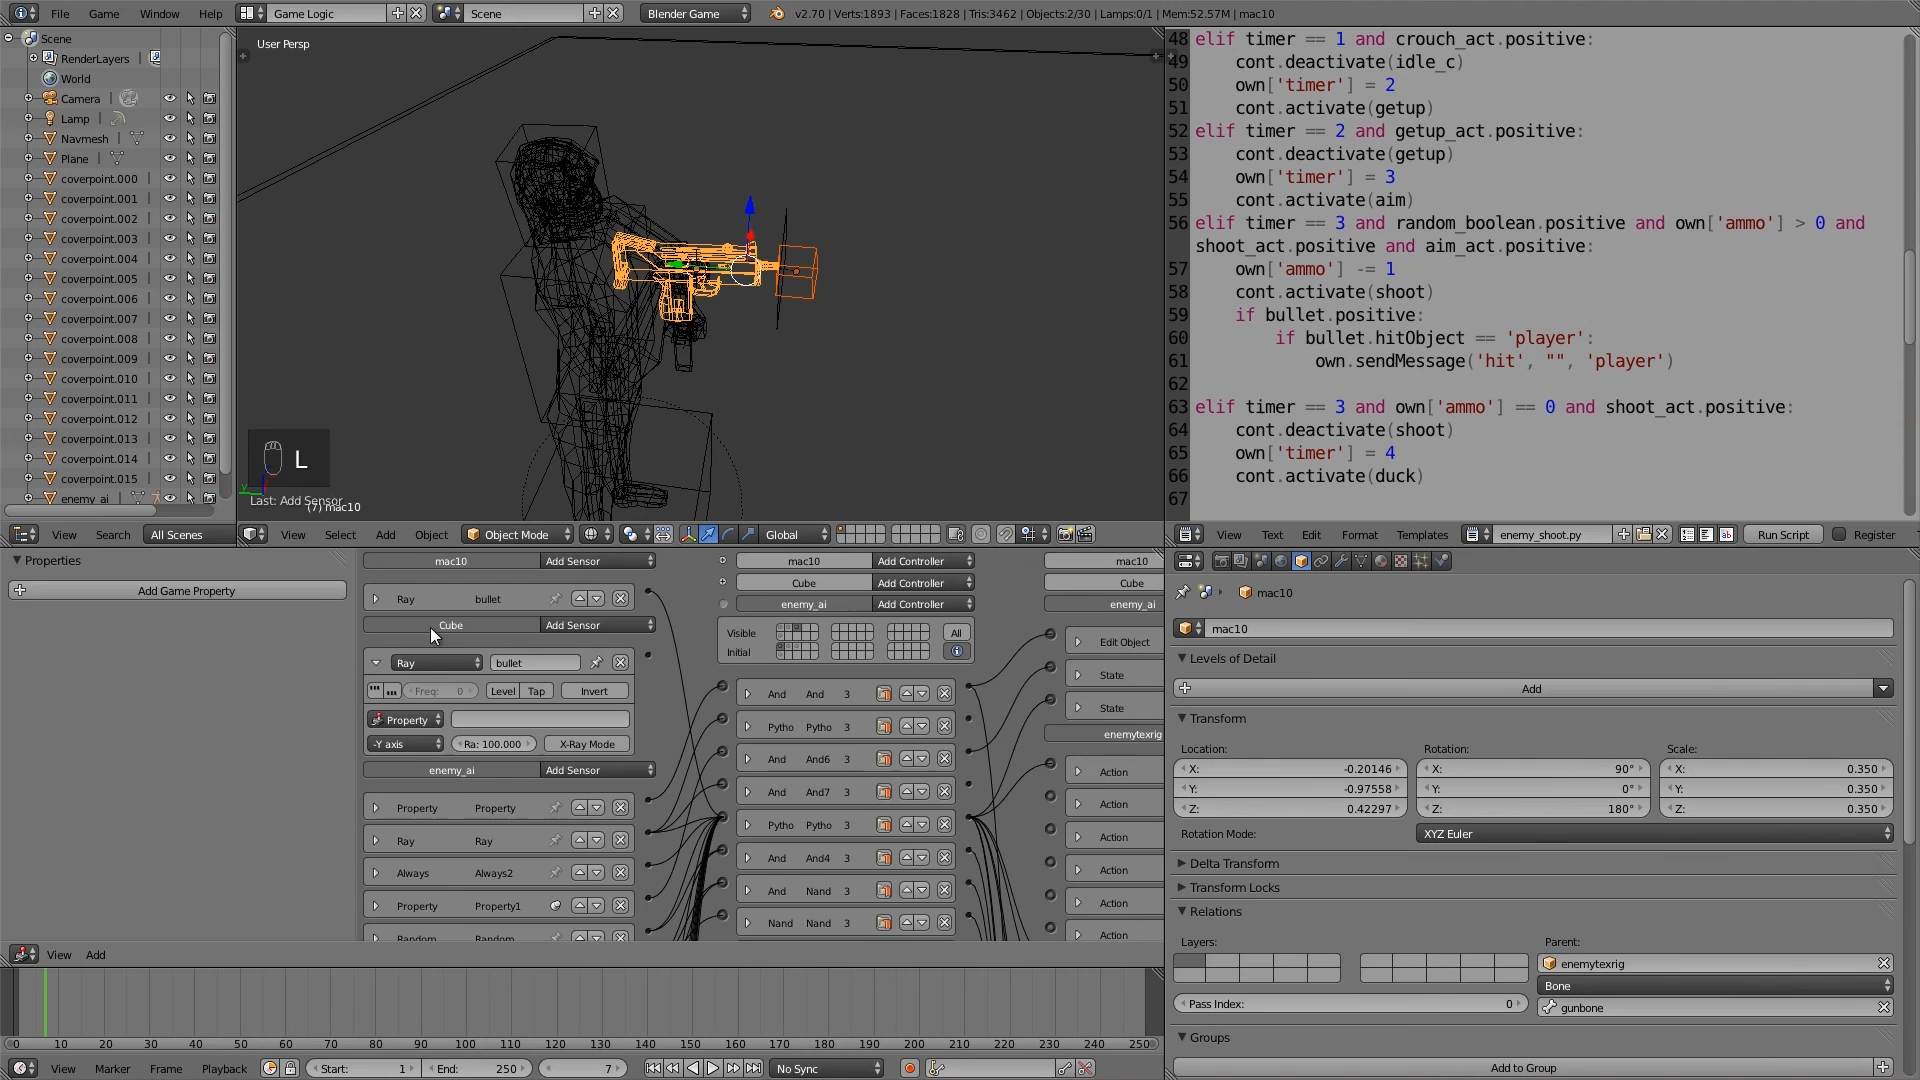 File Game Window Help Game Logic Scene Blender Game v2.70 | Verts:1893 | Faces:1828 | Tris:3462 | Objects:2/30 | Lamps:0/1 | Mem:52.57M | mac10
Scene
RenderLayers
World
Camera
Lamp
Navmesh
Plane
coverpoint.000
coverpoint.001
coverpoint.002
coverpoint.003
coverpoint.004
coverpoint.005
coverpoint.006
coverpoint.007
coverpoint.008
coverpoint.009
coverpoint.010
coverpoint.011
coverpoint.012
coverpoint.013
coverpoint.014
coverpoint.015
enemy_ai
View Search All Scenes
User Persp
L
Last: Add Sensor
(7) mac10
View Select Add Object Object Mode Global
48 elif timer == 1 and crouch_act.positive:
49 cont.deactivate(idle_c)
50 own['timer'] = 2
51 cont.activate(getup)
52 elif timer == 2 and getup_act.positive:
53 cont.deactivate(getup)
54 own['timer'] = 3
55 cont.activate(aim)
56 elif timer == 3 and random_boolean.positive and own['ammo'] > 0 and
shoot_act.positive and aim_act.positive:
57 own['ammo'] -= 1
58 cont.activate(shoot)
59 if bullet.positive:
60 if bullet.hitObject == 'player':
61 own.sendMessage('hit', "", 'player')
62
63 elif timer == 3 and own['ammo'] == 0 and shoot_act.positive:
64 cont.deactivate(shoot)
65 own['timer'] = 4
66 cont.activate(duck)
67
View Text Edit Format Templates enemy_shoot.py Run Script Register
Properties
Add Game Property
mac10 Add Sensor
Ray bullet
Cube Add Sensor
Ray bullet
Freq: 0 Level Tap Invert
Property
-Y axis Ra: 100.000 X-Ray Mode
enemy_ai Add Sensor
Property Property
Ray Ray
Always Always2
Property Property1
Random Random
mac10 Add Controller
Cube Add Controller
enemy_ai Add Controller
Visible All
Initial
And And 3
Pytho Pytho 3
And And6 3
And And7 3
Pytho Pytho 3
And And4 3
And Nand 3
Nand Nand 3
mac10
Cube
enemy_ai
Edit Object
State
State
enemytexrig
Action
Action
Action
Action
Action
Action
View Add
0 10 20 30 40 50 60 70 80 90 100 110 120 130 140 150 160 170 180 190 200 210 220 230 240 250
View Marker Frame Playback Start: 1 End: 250 7 No Sync
mac10
mac10
Levels of Detail
Add
Transform
Location: Rotation: Scale:
X: -0.20146 X: 90° X: 0.350
Y: -0.97558 Y: 0° Y: 0.350
Z: 0.42297 Z: 180° Z: 0.350
Rotation Mode: XYZ Euler
Delta Transform
Transform Locks
Relations
Layers: Parent:
enemytexrig
Bone
Pass Index: 0 gunbone
Groups
Add to Group